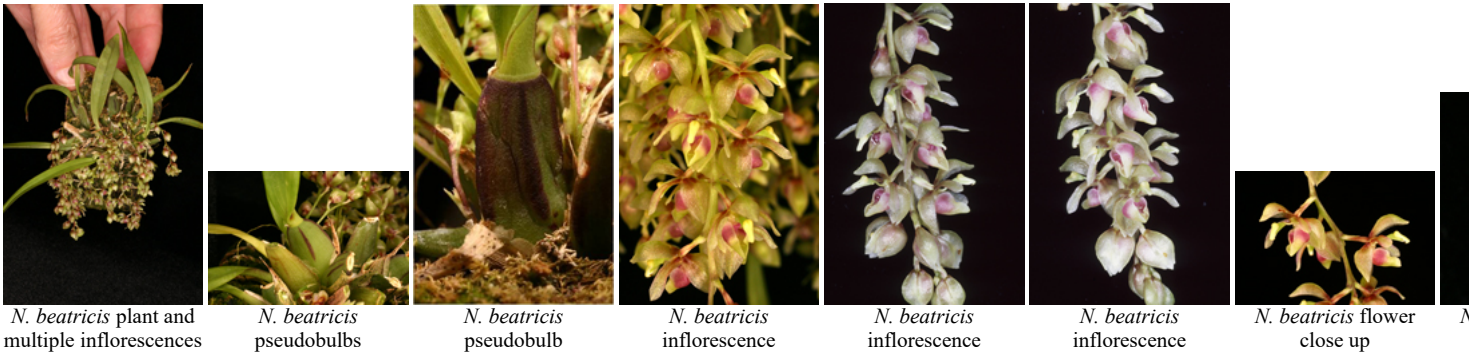 N. beatricis plant and
multiple inflorescences
N. beatricis
pseudobulbs
N. beatricis
pseudobulb
N. beatricis
inflorescence
N. beatricis
inflorescence
N. beatricis
inflorescence
N. beatricis flower
close up